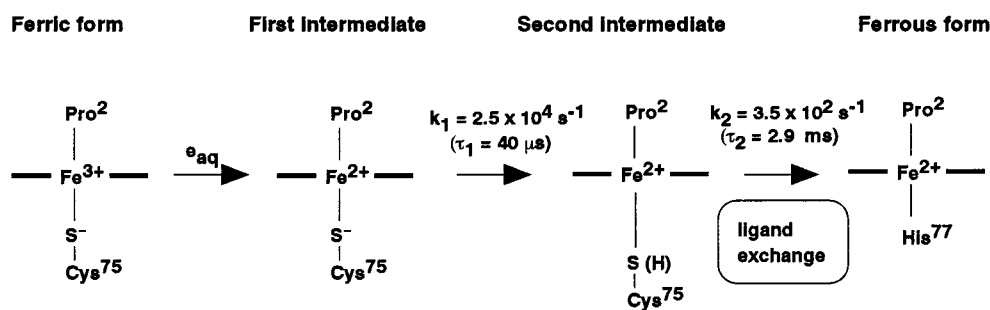 Ferric form
First intermediate
Second intermediate
Ferrous form
Pro²
Fe³⁺
S⁻
Cys⁷⁵
eaq
Pro²
Fe²⁺
S⁻
Cys⁷⁵
k₁ = 2.5 x 10⁴ s⁻¹
(τ₁ = 40 μs)
Pro²
Fe²⁺
S (H)
Cys⁷⁵
k₂ = 3.5 x 10² s⁻¹
(τ₂ = 2.9 ms)
ligand
exchange
Pro²
Fe²⁺
His⁷⁷